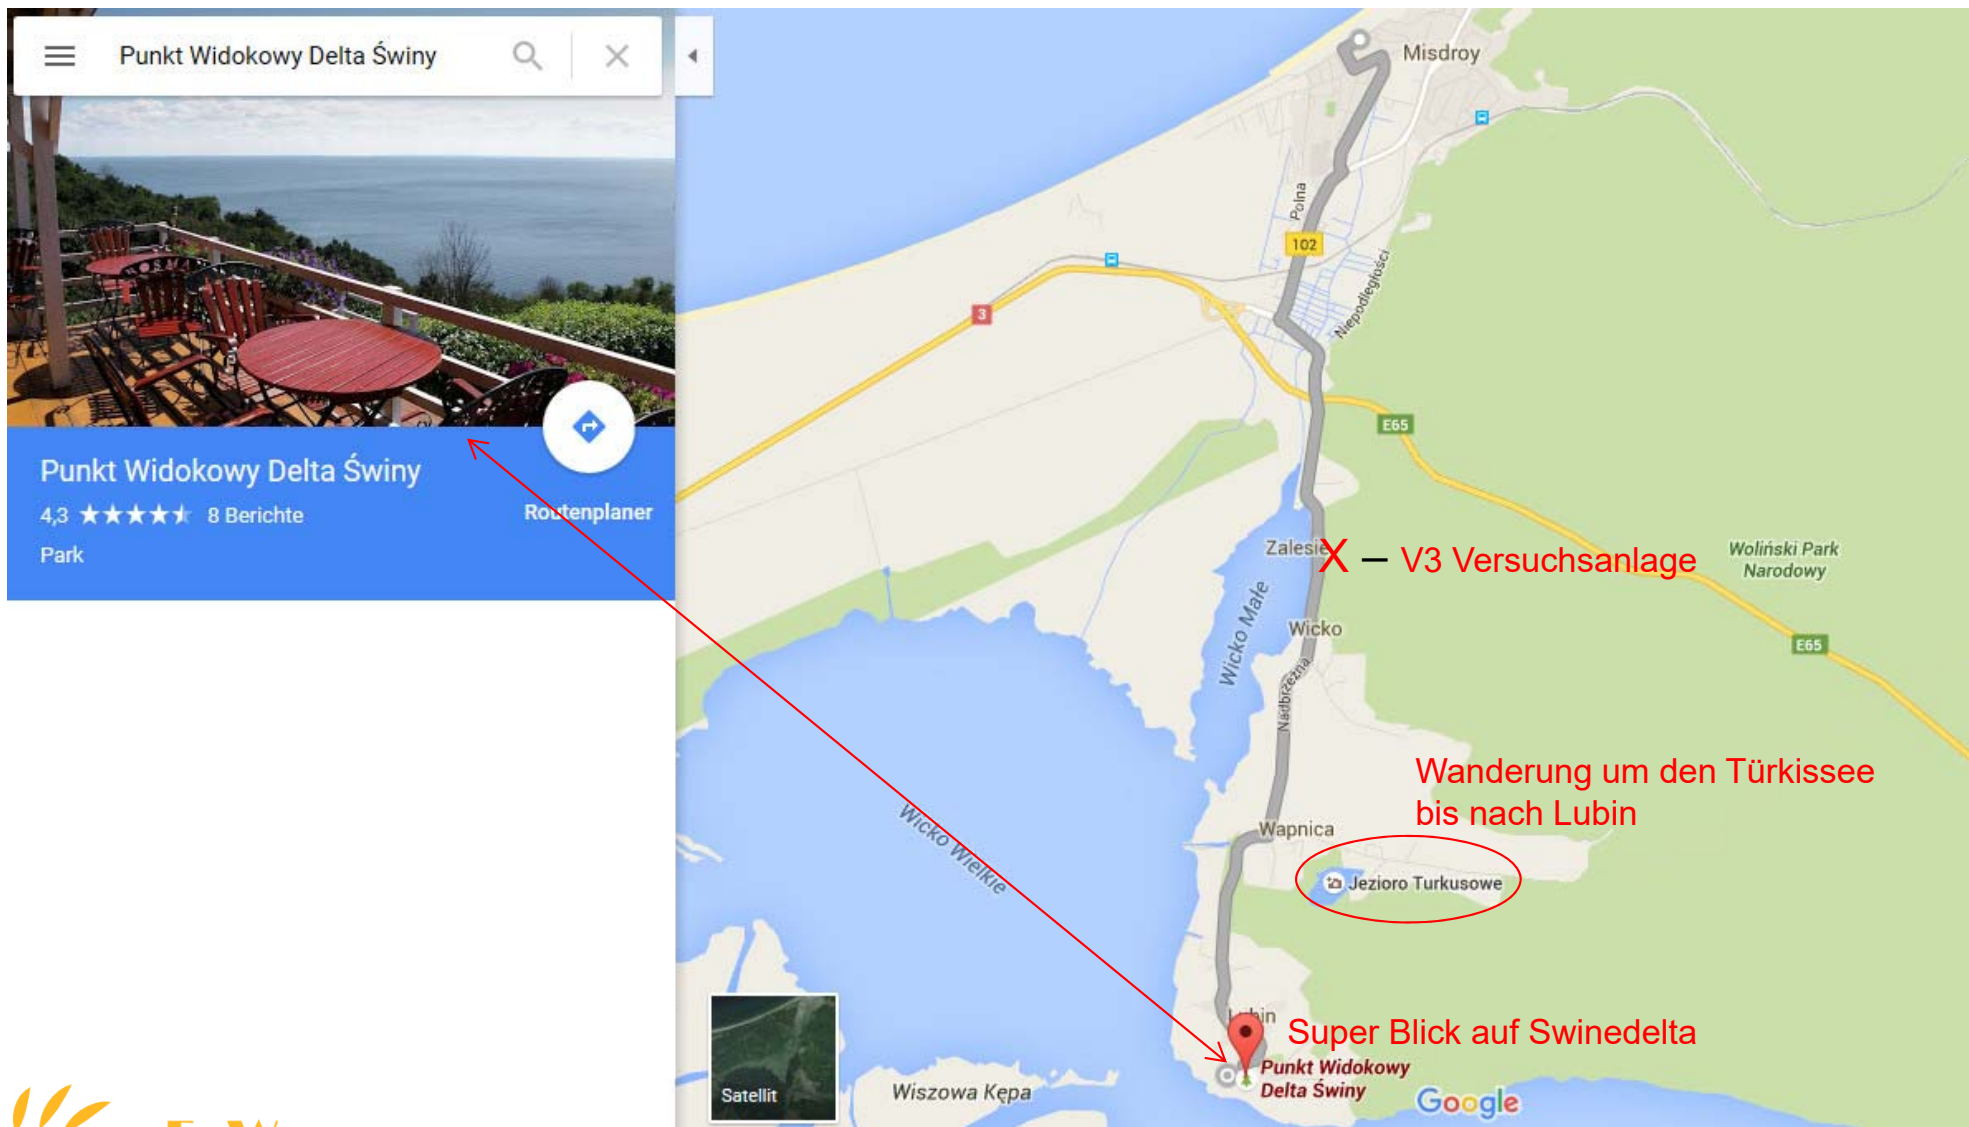 Punkt Widokowy Delta Świny
Punkt Widokowy Delta Świny
4,3
8 Berichte
Routenplaner
Park
Satellit
Misdroy
Polna
102
Niepodległości
3
E65
Zalesie
X – V3 Versuchsanlage
Woliński Park
Narodowy
Wicko Małe
Wicko
E65
Nadbrzeżna
Wanderung um den Türkissee
bis nach Lubin
Wicko Wielkie
Wapnica
Jezioro Turkusowe
Lubin
Super Blick auf Swinedelta
Punkt Widokowy
Delta Świny
Wiszowa Kępa
Google